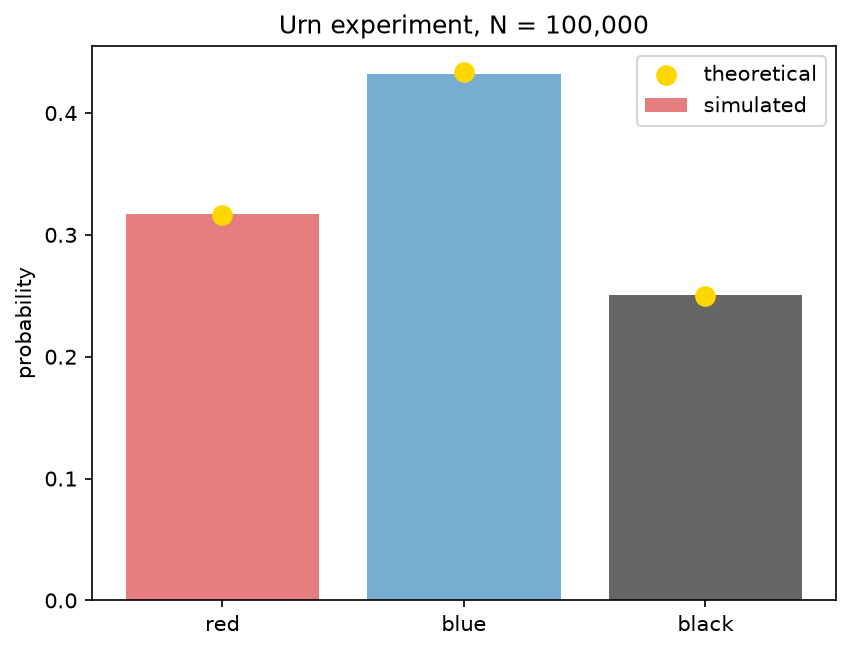 Urn experiment, N = 100,000
theoretical
simulated
probability
0.4
0.3
0.2
0.1
0.0
red
blue
black